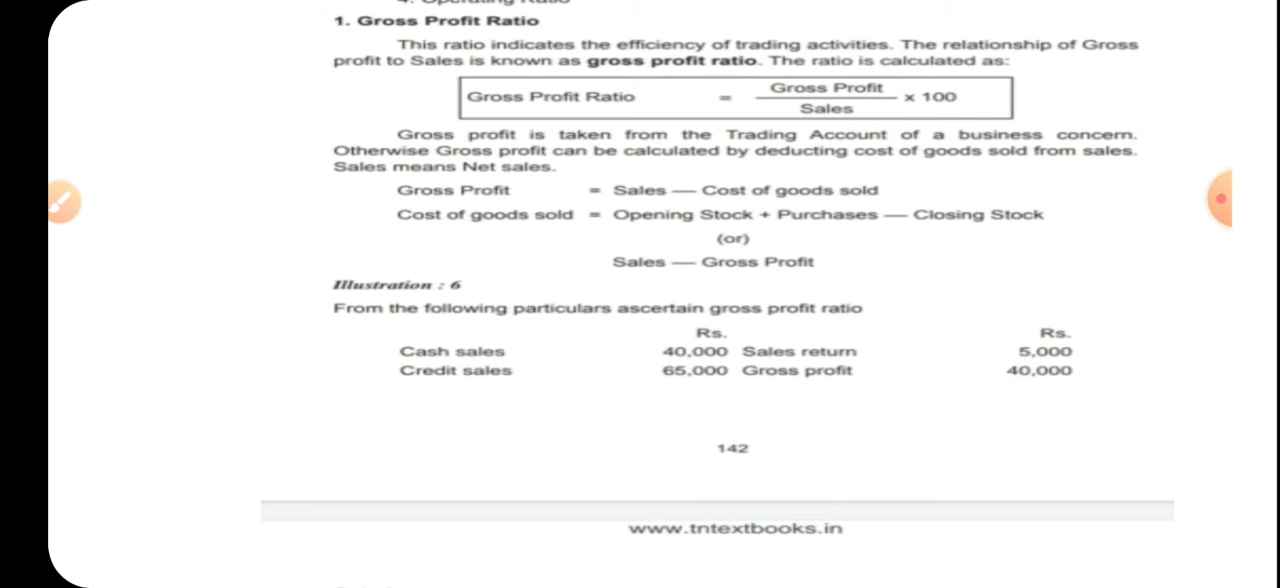 4. Operating Ratio
1. Gross Profit Ratio
This ratio indicates the efficiency of trading activities. The relationship of Gross
profit to Sales is known as gross profit ratio. The ratio is calculated as:
Gross Profit Ratio = Gross Profit / Sales x 100
Gross profit is taken from the Trading Account of a business concern.
Otherwise Gross profit can be calculated by deducting cost of goods sold from sales.
Sales means Net sales.
Gross Profit = Sales — Cost of goods sold
Cost of goods sold = Opening Stock + Purchases — Closing Stock
(or)
Sales — Gross Profit
Illustration : 6
From the following particulars ascertain gross profit ratio
Rs. Rs.
Cash sales 40,000 Sales return 5,000
Credit sales 65,000 Gross profit 40,000
142
www.tntextbooks.in